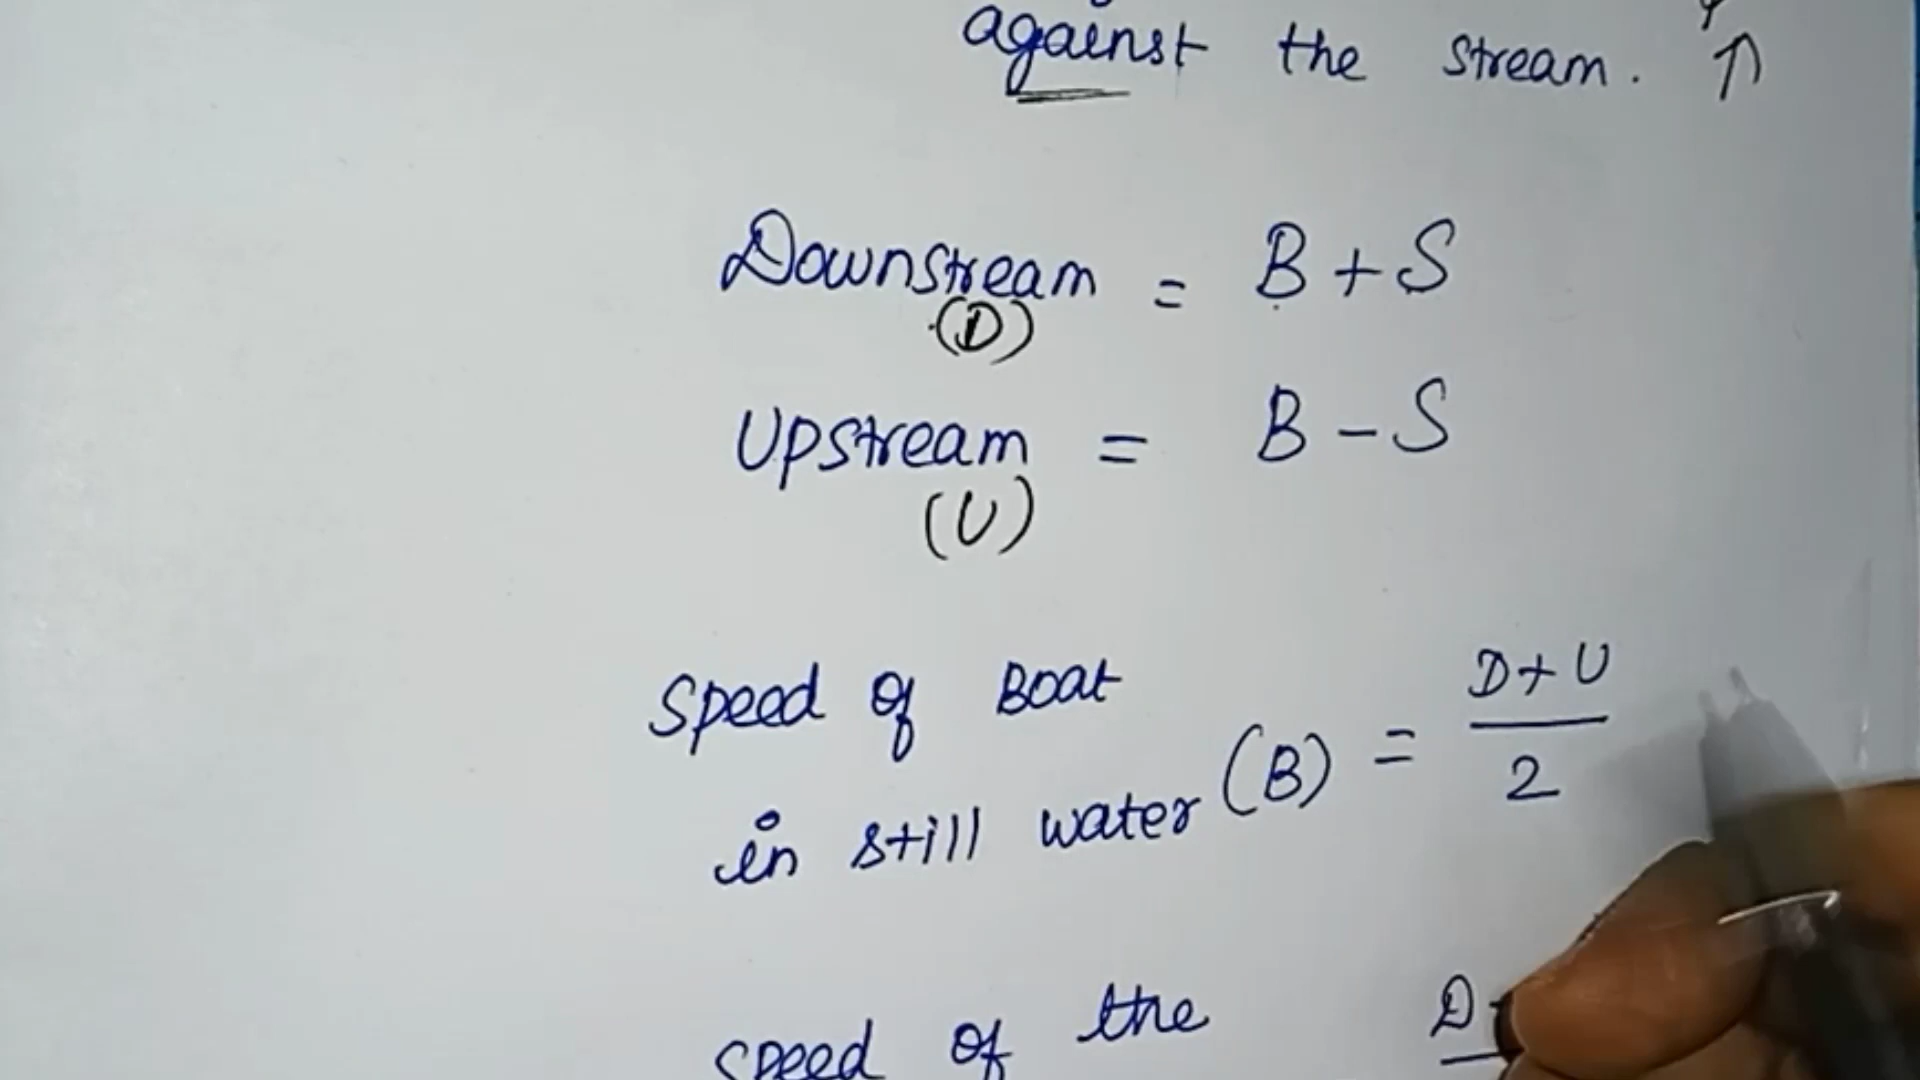 against the stream.
Downstream = B + S
(D)
Upstream = B - S
(U)
Speed of Boat
in still water (B) = D + U / 2
Speed of the D